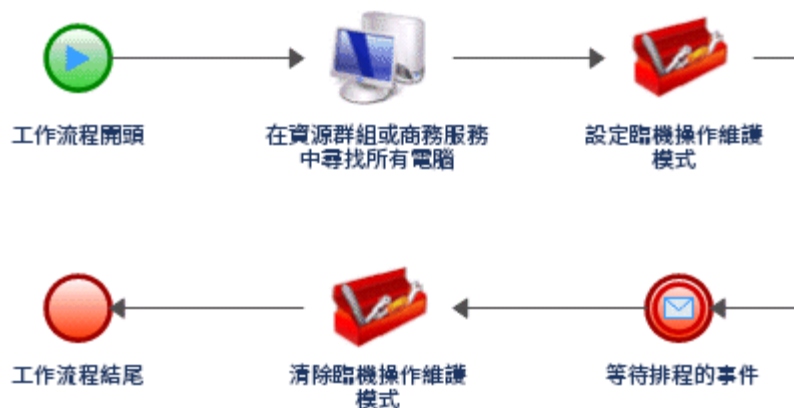 工作流程開頭
在資源群組或商務服務
中尋找所有電腦
設定臨機操作維護
模式
工作流程結尾
清除臨機操作維護
模式
等待排程的事件